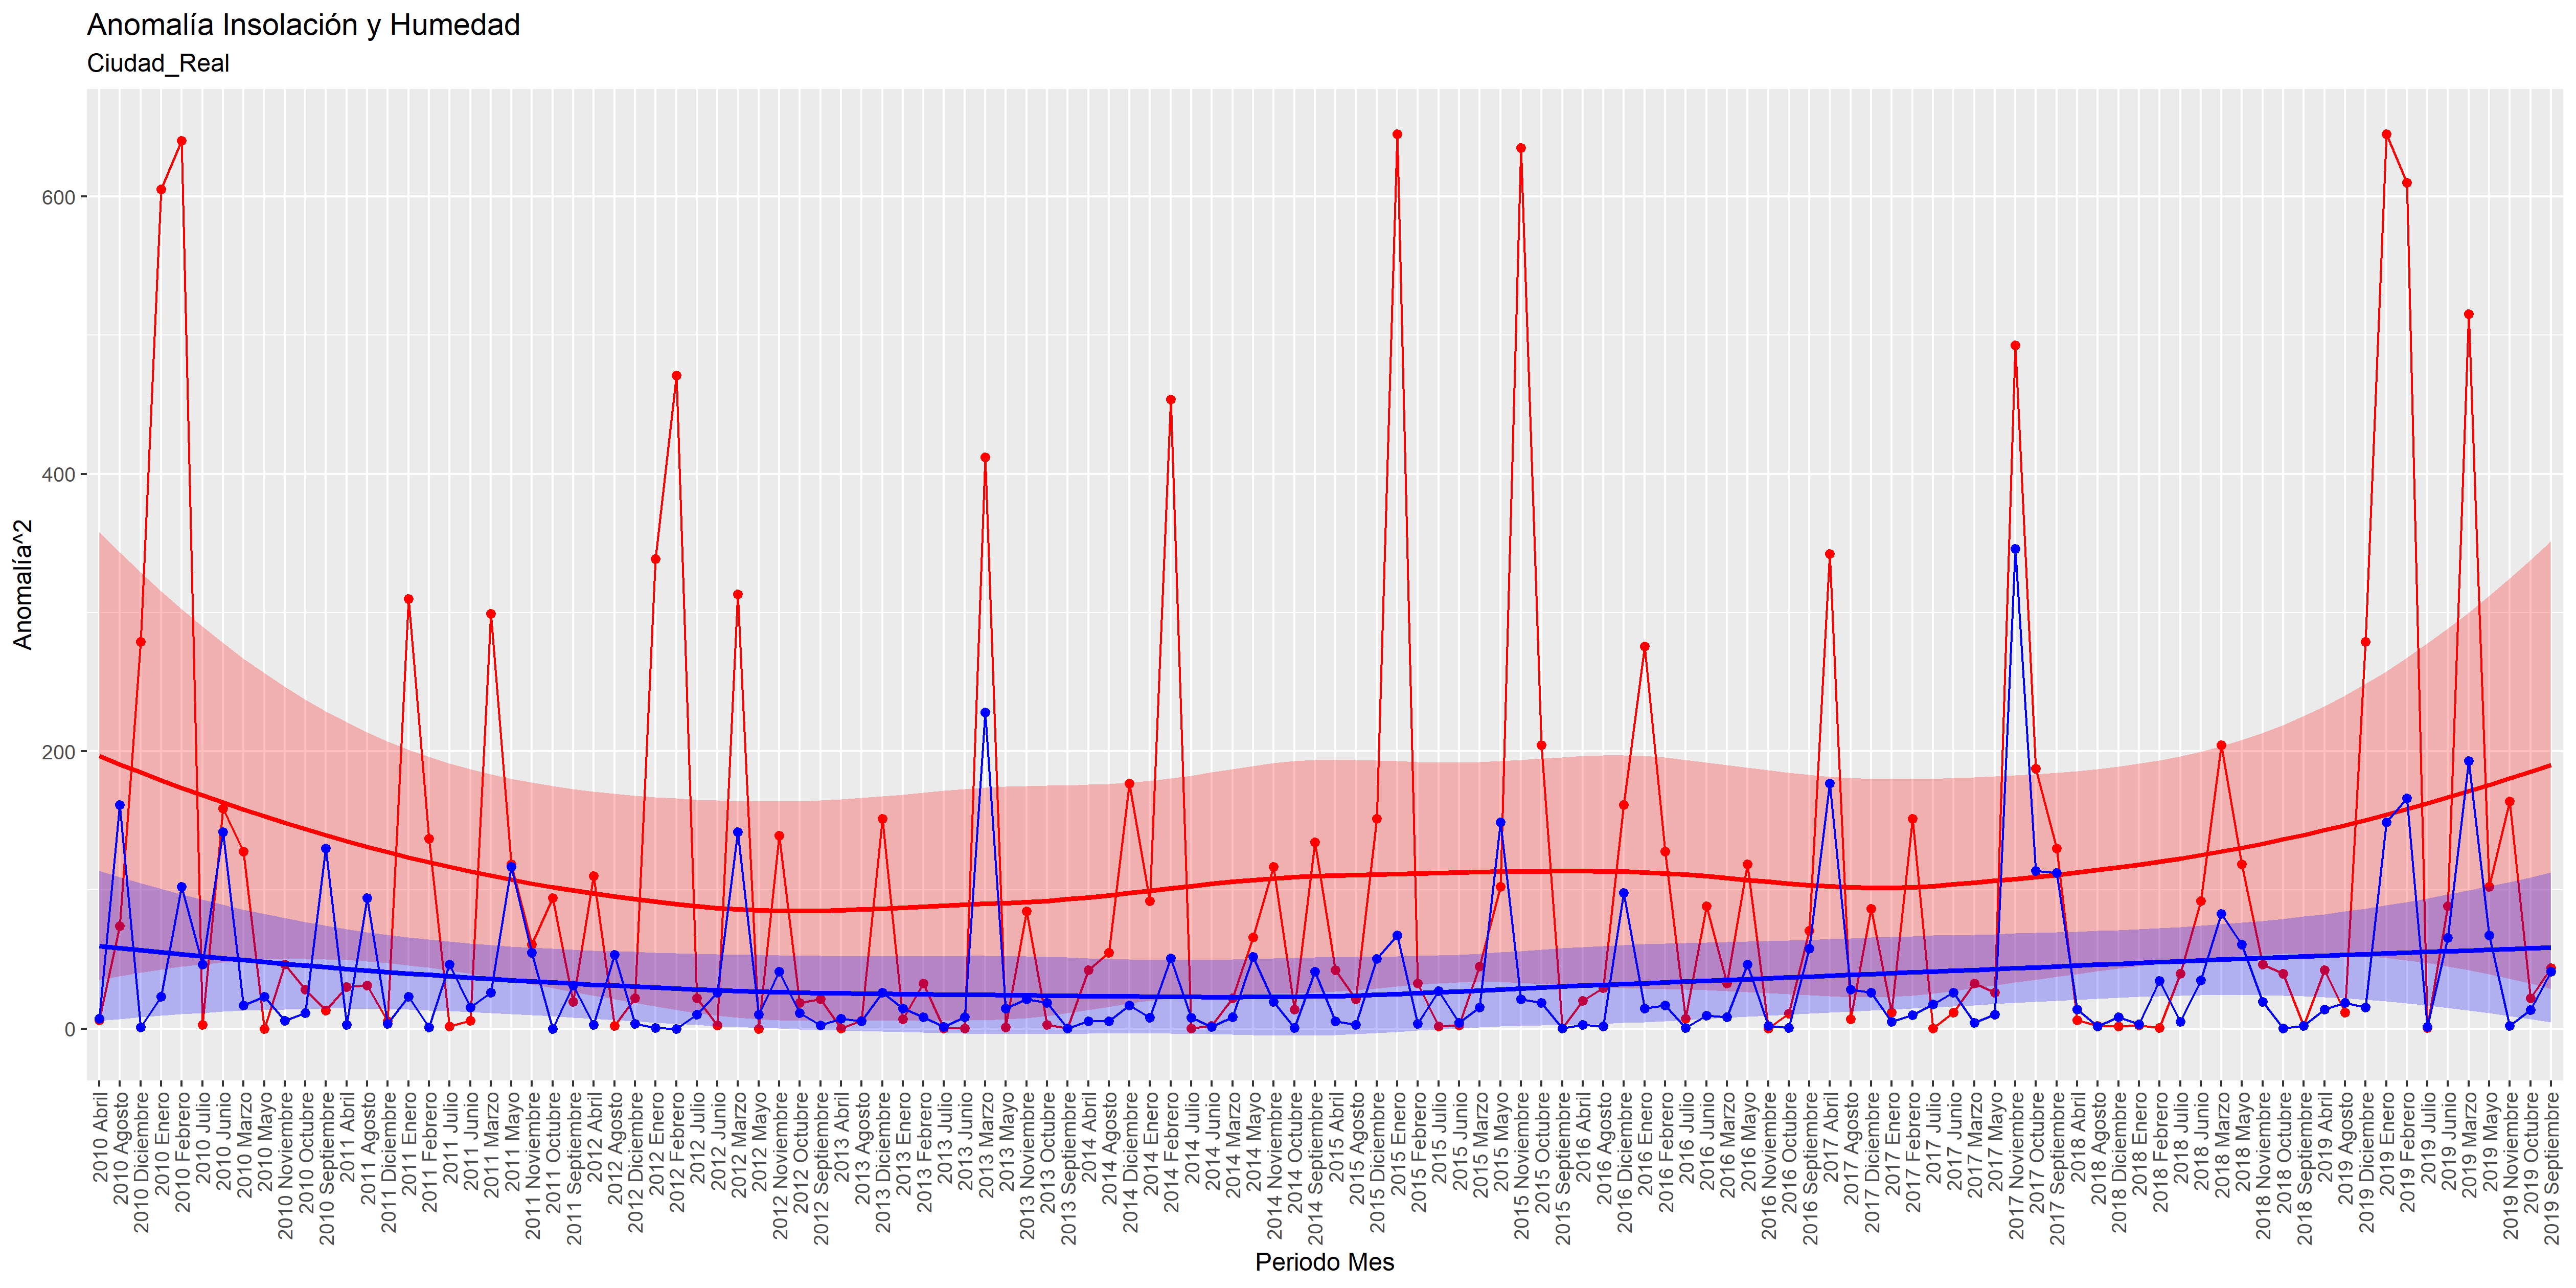 Anomalía Insolación y Humedad
Ciudad_Real
Anomalía^2
600
400
200
0
2010 Abril
2010 Agosto
2010 Diciembre
2010 Enero
2010 Febrero
2010 Julio
2010 Junio
2010 Marzo
2010 Mayo
2010 Noviembre
2010 Octubre
2010 Septiembre
2011 Abril
2011 Agosto
2011 Diciembre
2011 Enero
2011 Febrero
2011 Julio
2011 Junio
2011 Marzo
2011 Mayo
2011 Noviembre
2011 Octubre
2011 Septiembre
2012 Abril
2012 Agosto
2012 Diciembre
2012 Enero
2012 Febrero
2012 Julio
2012 Junio
2012 Marzo
2012 Mayo
2012 Noviembre
2012 Octubre
2012 Septiembre
2013 Abril
2013 Agosto
2013 Diciembre
2013 Enero
2013 Febrero
2013 Julio
2013 Junio
2013 Marzo
2013 Mayo
2013 Noviembre
2013 Octubre
2013 Septiembre
2014 Abril
2014 Agosto
2014 Diciembre
2014 Enero
2014 Febrero
2014 Julio
2014 Junio
2014 Marzo
2014 Mayo
2014 Noviembre
2014 Octubre
2014 Septiembre
2015 Abril
2015 Agosto
2015 Diciembre
2015 Enero
2015 Febrero
2015 Julio
2015 Junio
2015 Marzo
2015 Mayo
2015 Noviembre
2015 Octubre
2015 Septiembre
2016 Abril
2016 Agosto
2016 Diciembre
2016 Enero
2016 Febrero
2016 Julio
2016 Junio
2016 Marzo
2016 Mayo
2016 Noviembre
2016 Octubre
2016 Septiembre
2017 Abril
2017 Agosto
2017 Diciembre
2017 Enero
2017 Febrero
2017 Julio
2017 Junio
2017 Marzo
2017 Mayo
2017 Noviembre
2017 Octubre
2017 Septiembre
2018 Abril
2018 Agosto
2018 Diciembre
2018 Enero
2018 Febrero
2018 Julio
2018 Junio
2018 Marzo
2018 Mayo
2018 Noviembre
2018 Octubre
2018 Septiembre
2019 Abril
2019 Agosto
2019 Diciembre
2019 Enero
2019 Febrero
2019 Julio
2019 Junio
2019 Marzo
2019 Mayo
2019 Noviembre
2019 Octubre
2019 Septiembre
Periodo Mes